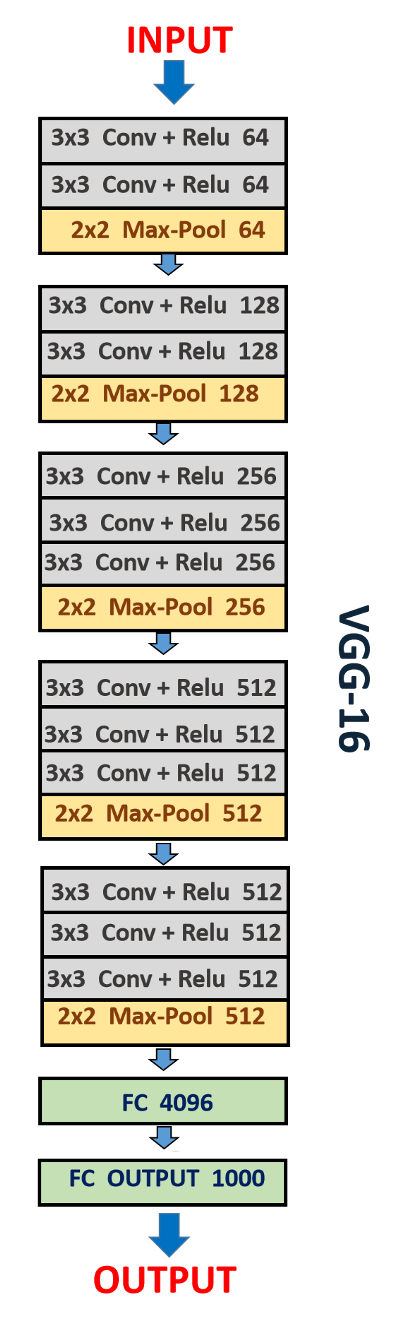 INPUT
3x3 Conv + Relu 64
3x3 Conv + Relu 64
2x2 Max-Pool 64
3x3 Conv + Relu 128
3x3 Conv + Relu 128
2x2 Max-Pool 128
3x3 Conv + Relu 256
3x3 Conv + Relu 256
3x3 Conv + Relu 256
2x2 Max-Pool 256
3x3 Conv + Relu 512
3x3 Conv + Relu 512
3x3 Conv + Relu 512
2x2 Max-Pool 512
3x3 Conv + Relu 512
3x3 Conv + Relu 512
3x3 Conv + Relu 512
2x2 Max-Pool 512
FC 4096
FC OUTPUT 1000
OUTPUT
VGG-16